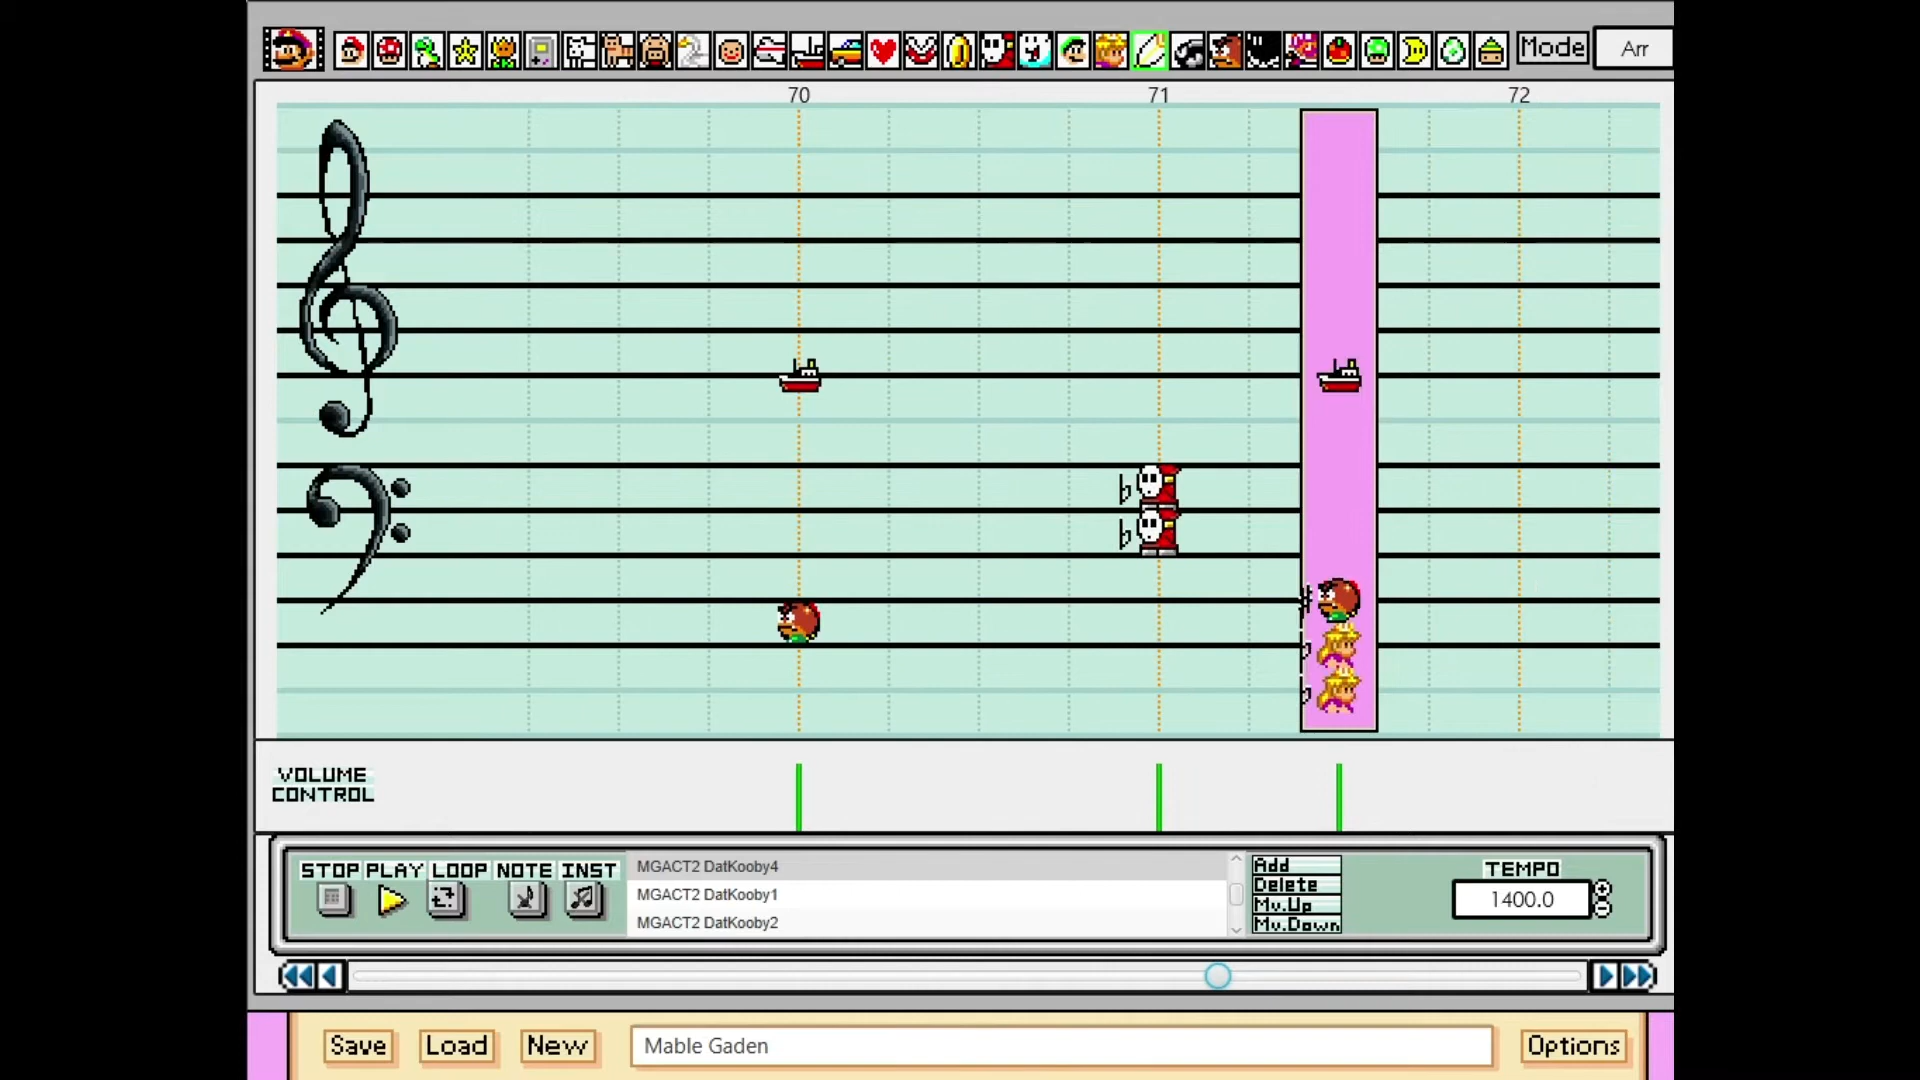 Mode
Arr
70
71
72
VOLUME
CONTROL
STOP PLAY LOOP NOTE INST
MGACT2 DatKooby4
MGACT2 DatKooby1
MGACT2 DatKooby2
Add
Delete
Mv.Up
Mv.Down
TEMPO
1400.0
Save
Load
New
Mable Gaden
Options